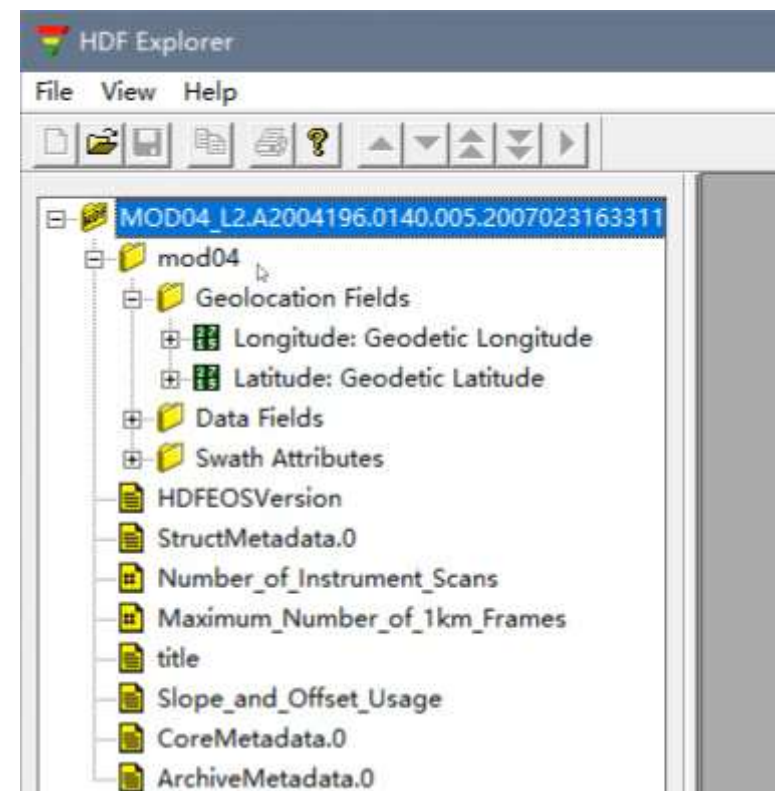 HDF Explorer
File View Help
MOD04_L2.A2004196.0140.005.2007023163311
mod04
Geolocation Fields
Longitude: Geodetic Longitude
Latitude: Geodetic Latitude
Data Fields
Swath Attributes
HDFEOSVersion
StructMetadata.0
Number_of_Instrument_Scans
Maximum_Number_of_1km_Frames
title
Slope_and_Offset_Usage
CoreMetadata.0
ArchiveMetadata.0